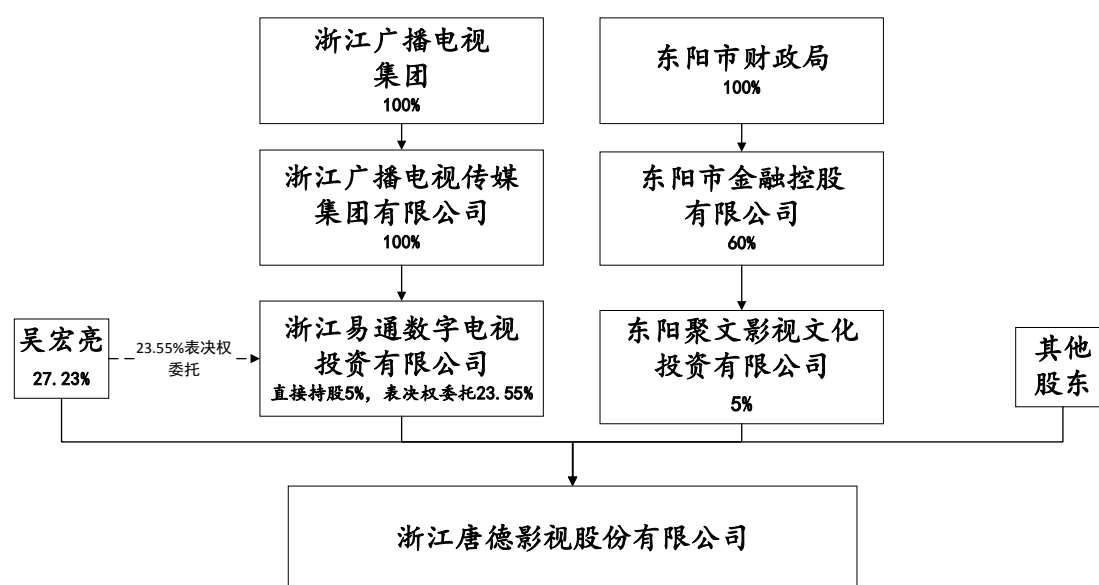 浙江广播电视
集团
100%
东阳市财政局
100%
浙江广播电视传媒
集团有限公司
100%
东阳市金融控股
有限公司
60%
吴宏亮
27.23%
23.55%表决权
委托
浙江易通数字电视
投资有限公司
直接持股5%，表决权委托23.55%
东阳聚文影视文化
投资有限公司
5%
其他
股东
浙江唐德影视股份有限公司